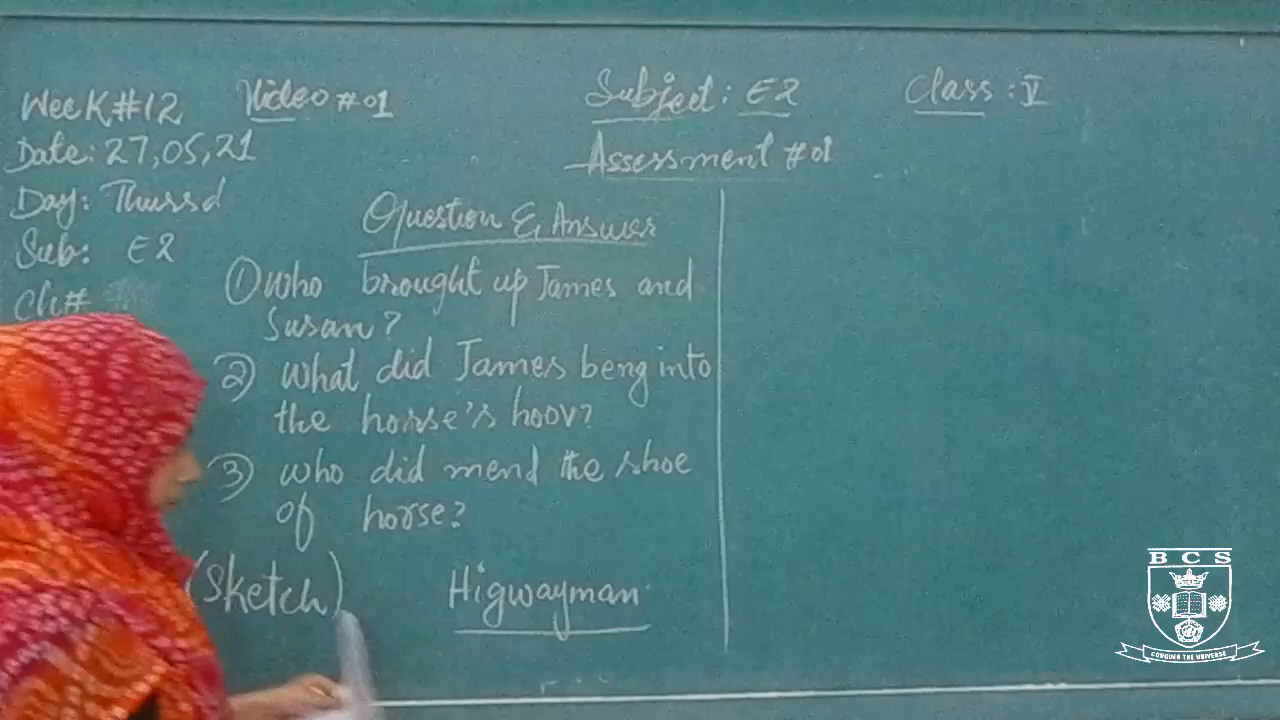 Week#12 Video #01 Subject: E2 Class: V
Date: 27,05,21 Assessment #01
Day: Thursd
Sub: E2 Question & Answer
Ch#
① Who brought up James and
Susan?
2) What did James beng into
the horse's hoov?
3) who did mend the shoe
of horse?
(Sketch) Higwayman
BCS
CONQUER THE UNIVERSE